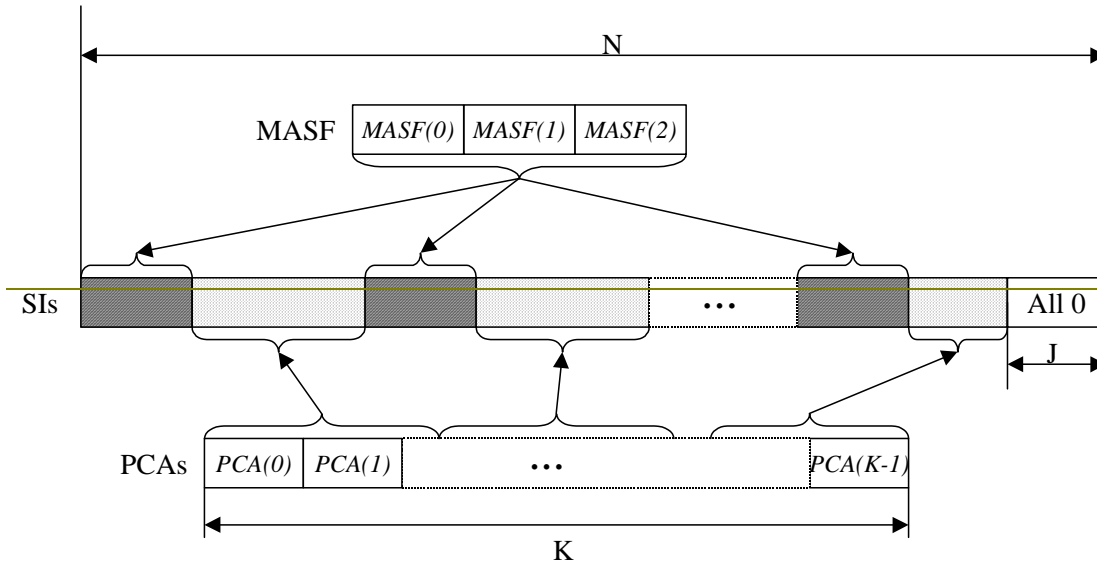 N
MASF MASF(0) MASF(1) MASF(2)
SIs ... All 0
J
PCAs PCA(0) PCA(1) ... PCA(K-1)
K